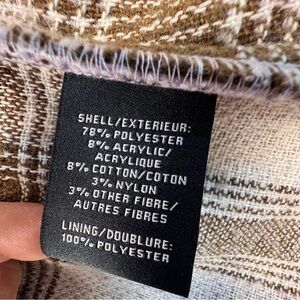 SHELL/EXTERIEUR:
78% POLYESTER
8% ACRYLIC/
ACRYLIQUE
8% COTTON/COTON
3% NYLON
3% OTHER FIBRE/
AUTRES FIBRES
LINING/DOUBLURE:
100% POLYESTER